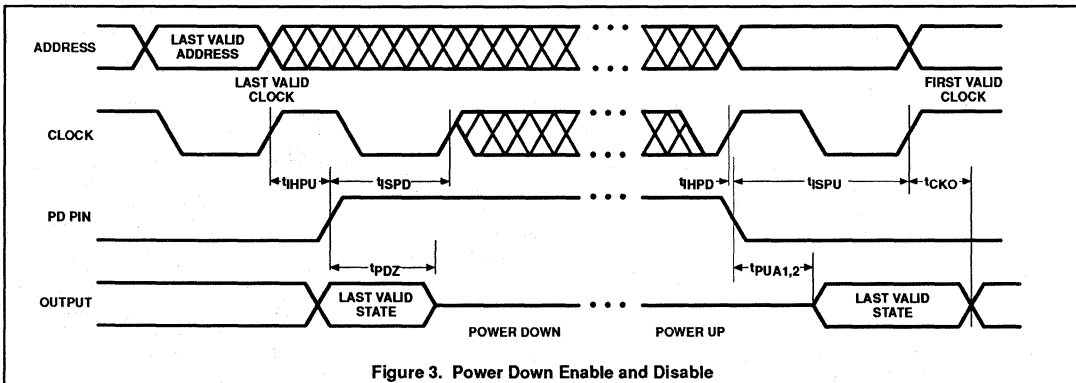 ADDRESS
LAST VALID
ADDRESS
LAST VALID
CLOCK
FIRST VALID
CLOCK
CLOCK
tIHPU
tISPD
tIHPD
tISPU
tCKO
PD PIN
tPDZ
tPUA1,2
OUTPUT
LAST VALID
STATE
POWER DOWN
POWER UP
LAST VALID
STATE
Figure 3. Power Down Enable and Disable